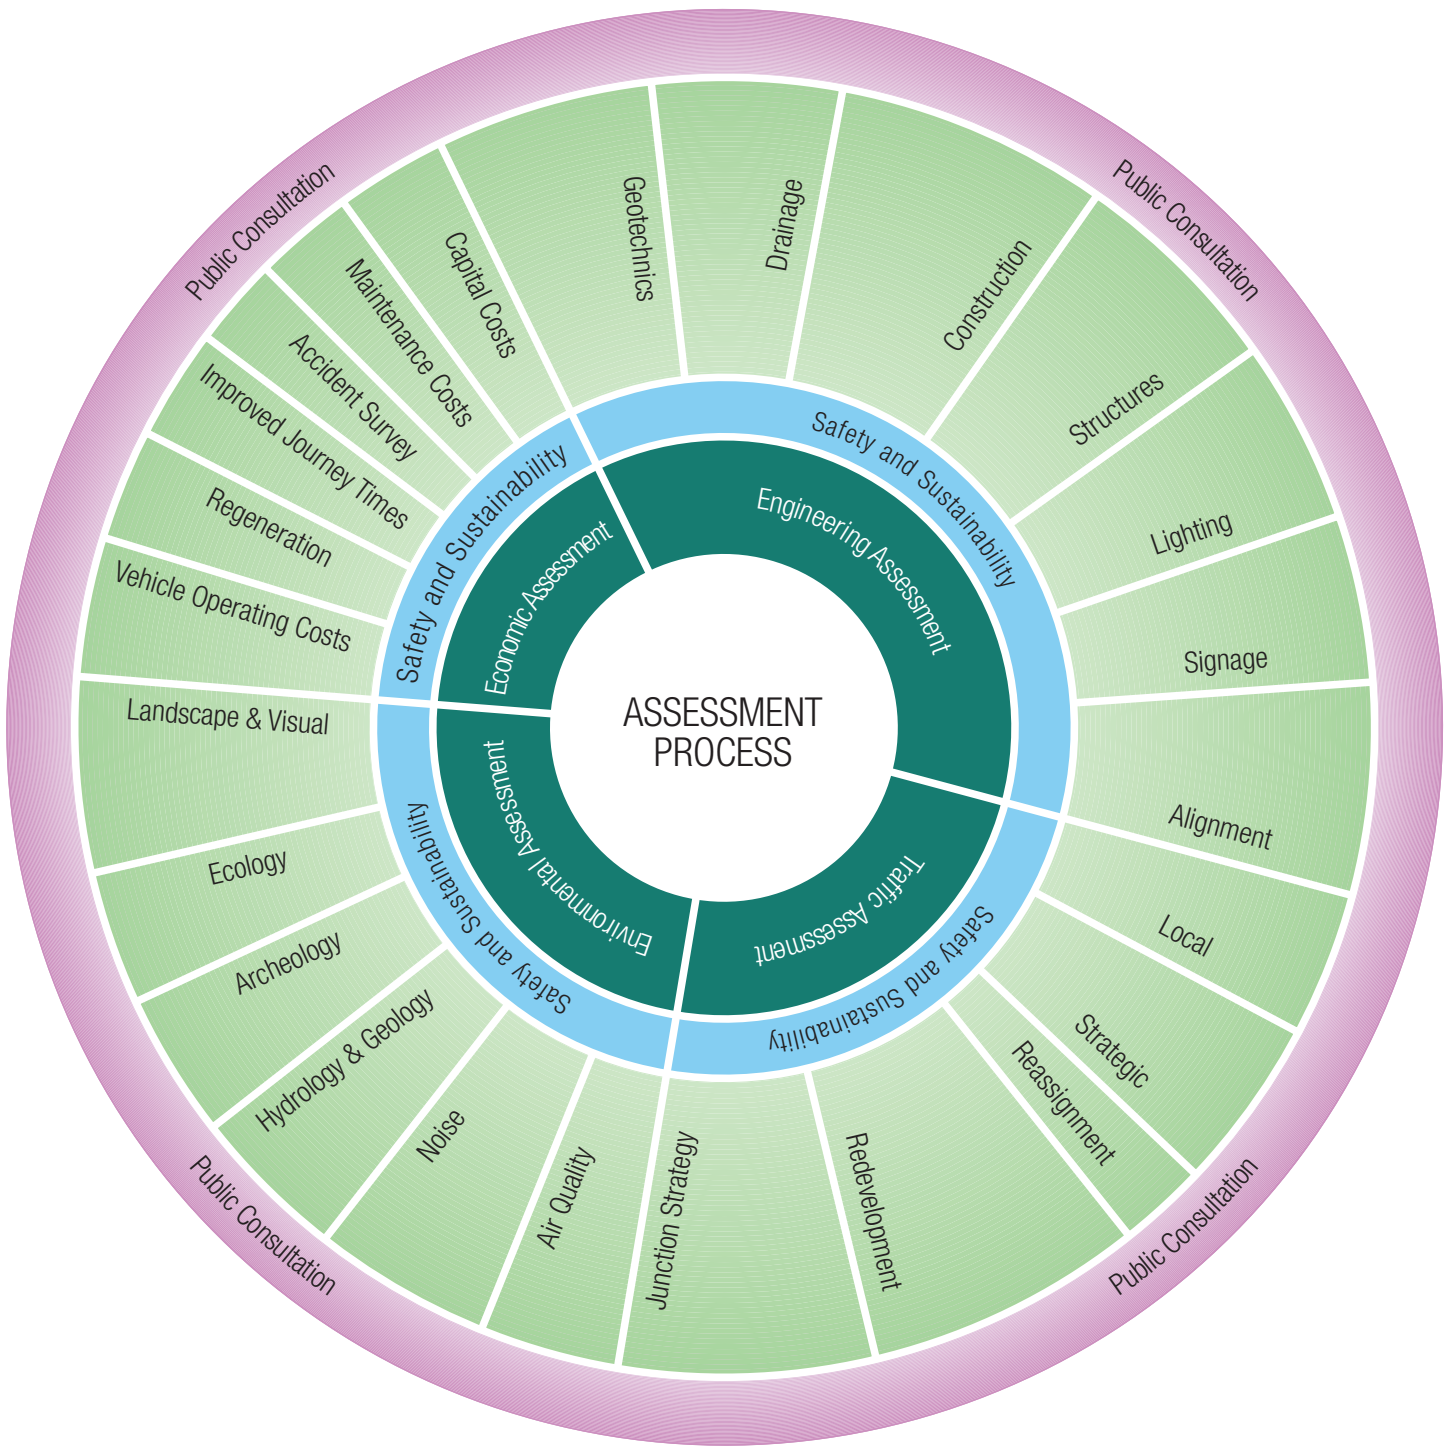 ASSESSMENT
PROCESS
Engineering Assessment
Traffic Assessment
Environmental Assessment
Economic Assessment
Safety and Sustainability
Safety and Sustainability
Safety and Sustainability
Safety and Sustainability
Geotechnics
Drainage
Construction
Structures
Lighting
Signage
Alignment
Local
Strategic
Reassignment
Redevelopment
Junction Strategy
Air Quality
Noise
Hydrology & Geology
Archeology
Ecology
Landscape & Visual
Vehicle Operating Costs
Regeneration
Improved Journey Times
Accident Survey
Maintenance Costs
Capital Costs
Public Consultation
Public Consultation
Public Consultation
Public Consultation